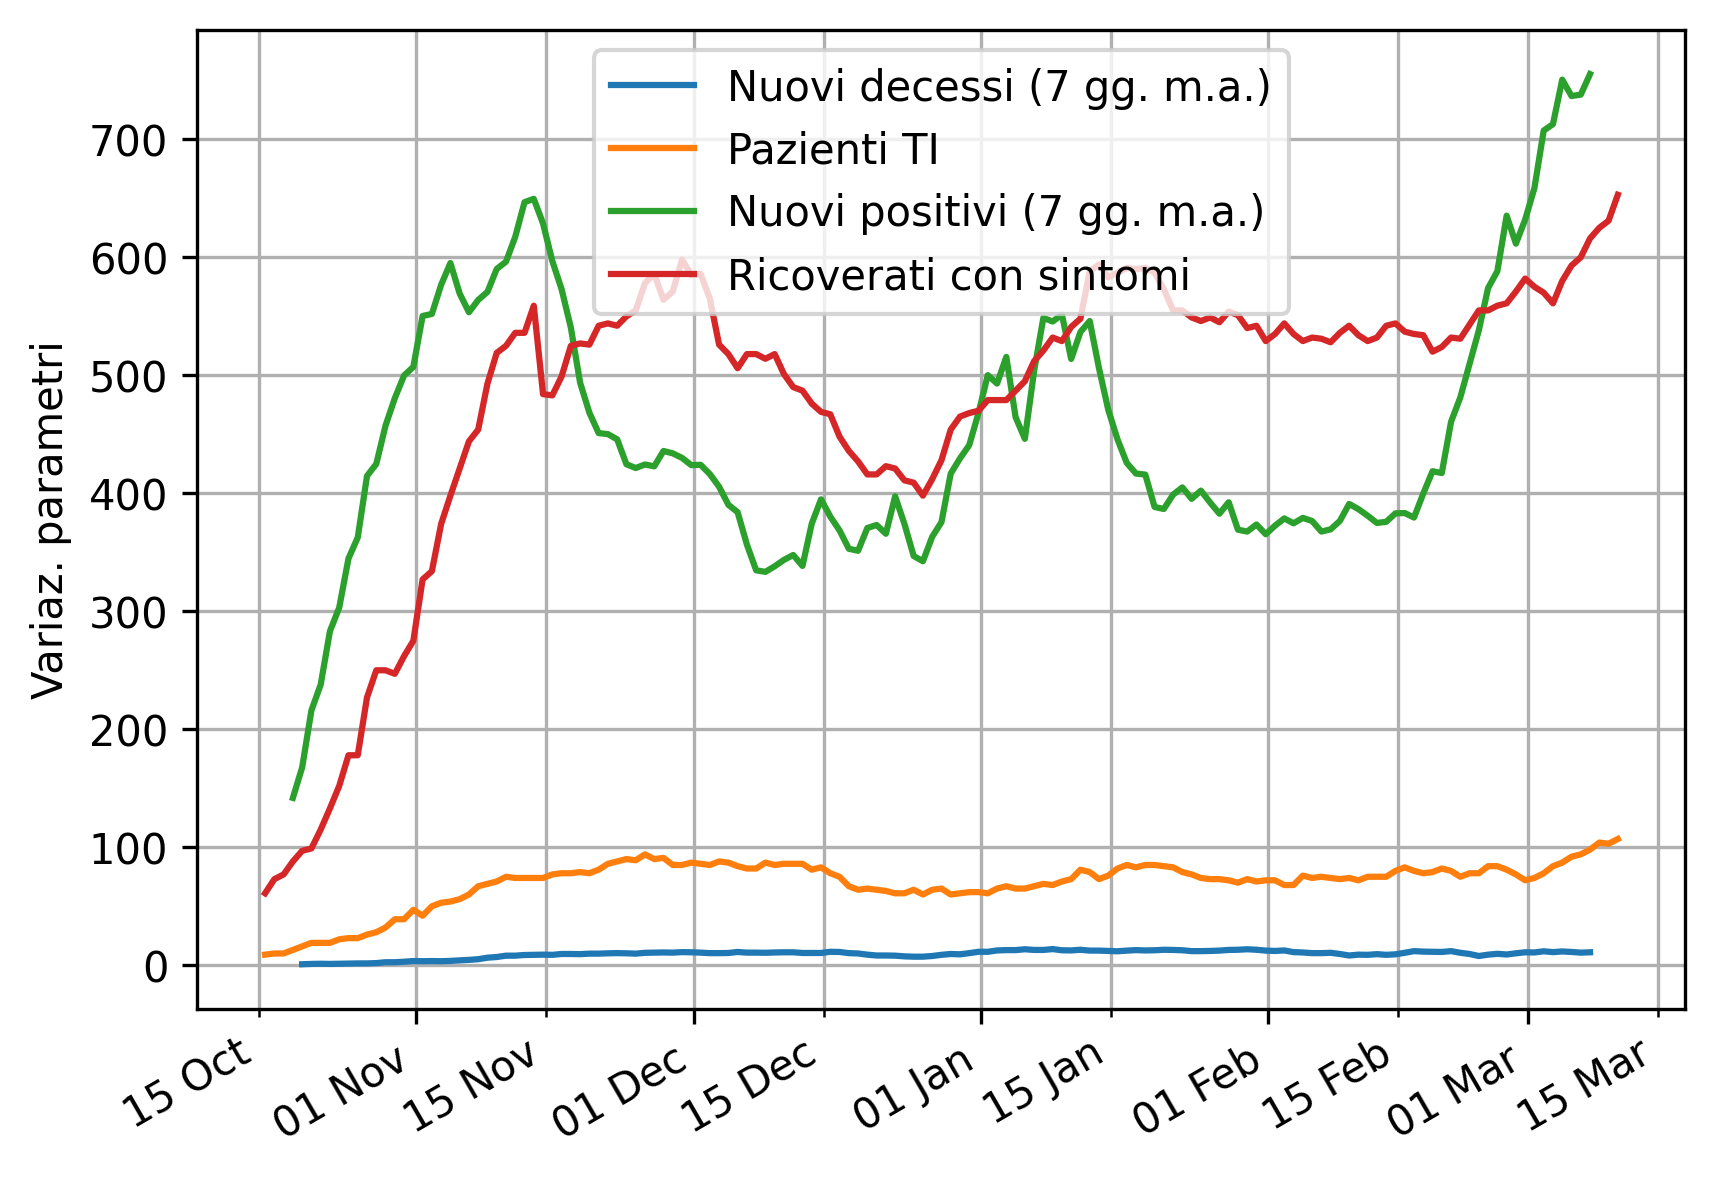 Nuovi decessi (7 gg. m.a.)
Pazienti TI
Nuovi positivi (7 gg. m.a.)
Ricoverati con sintomi
Variaz. parametri
700
600
500
400
300
200
100
0
15 Oct
01 Nov
15 Nov
01 Dec
15 Dec
01 Jan
15 Jan
01 Feb
15 Feb
01 Mar
15 Mar